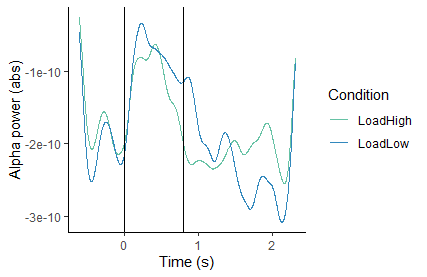 Alpha power (abs)
-1e-10
-2e-10
-3e-10
0
1
2
Time (s)
Condition
LoadHigh
LoadLow